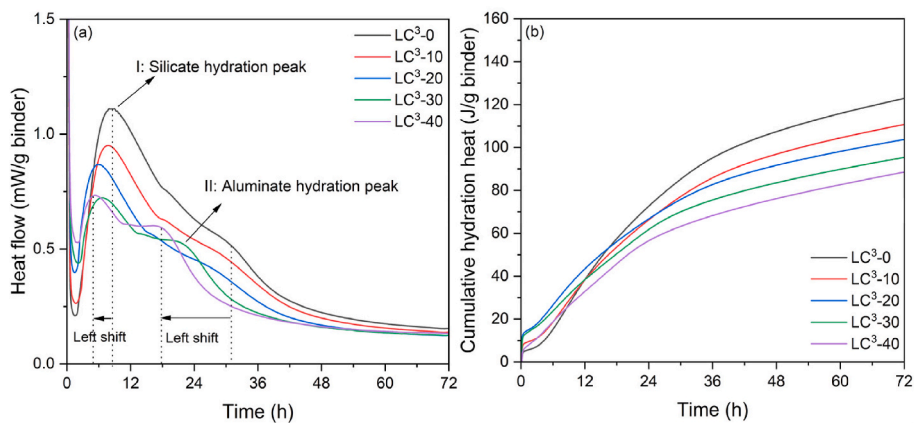 (a)
LC³-0
LC³-10
LC³-20
LC³-30
LC³-40
I: Silicate hydration peak
II: Aluminate hydration peak
Left shift
Left shift
Heat flow (mW/g binder)
1.5
1.0
0.5
0.0
0 12 24 36 48 60 72
Time (h)
(b)
LC³-0
LC³-10
LC³-20
LC³-30
LC³-40
Cumulative hydration heat (J/g binder)
160
140
120
100
80
60
40
20
0
0 12 24 36 48 60 72
Time (h)